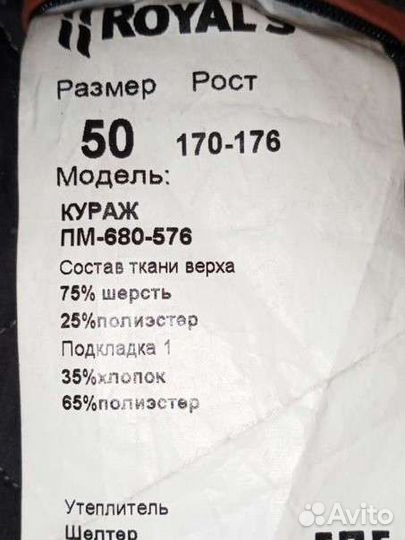 ROYAL'S
Размер Рост
50 170-176
Модель:
КУРАЖ
ПМ-680-576
Состав ткани верха
75% шерсть
25%полиэстер
Подкладка 1
35%хлопок
65%полиэстер
Утеплитель
Шелтер
Avito